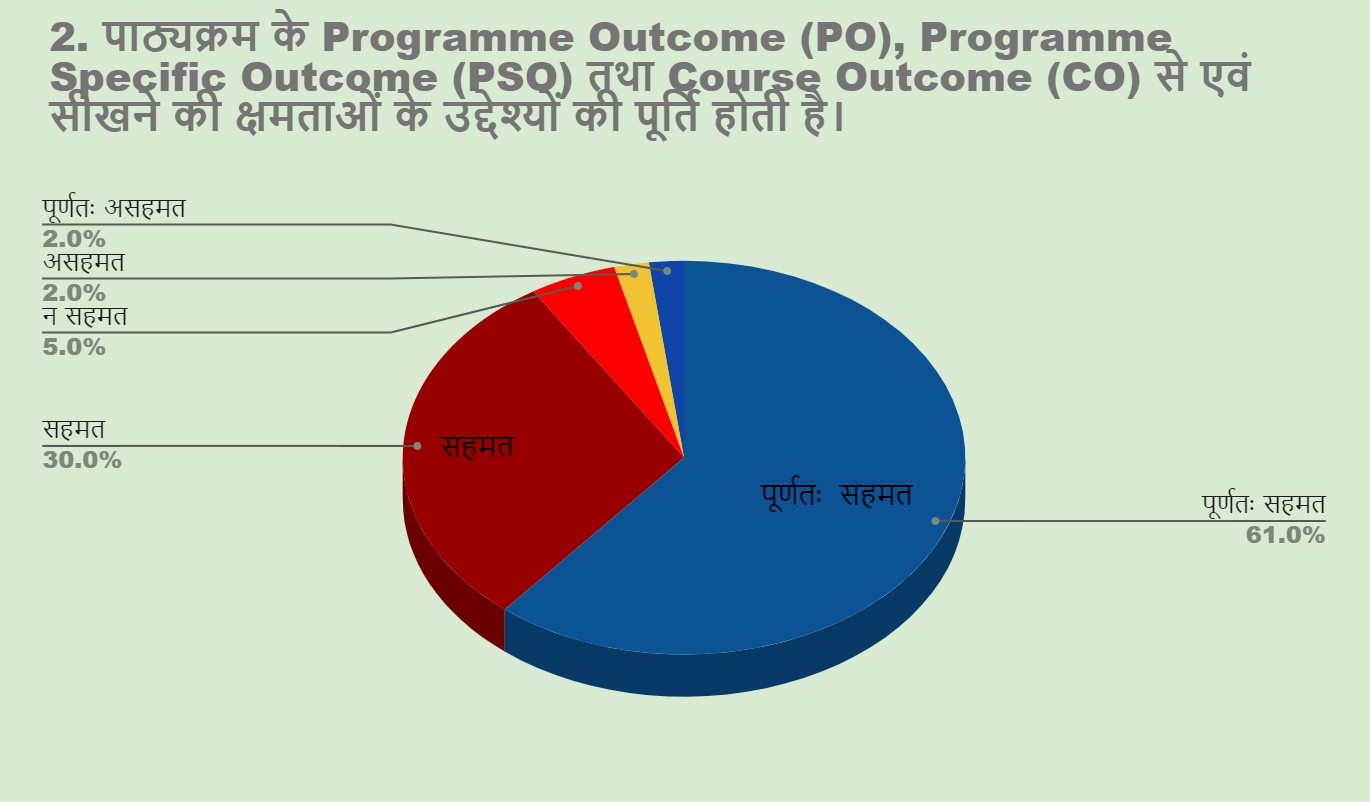 2. पाठ्यक्रम के Programme Outcome (PO), Programme
Specific Outcome (PSO) तथा Course Outcome (CO) से एवं
सीखने की क्षमताओं के उद्देश्यों की पूर्ति होती है।
पूर्णतः असहमत
2.0%
असहमत
2.0%
न सहमत
5.0%
सहमत
30.0%
सहमत
पूर्णतः सहमत
पूर्णतः सहमत
61.0%